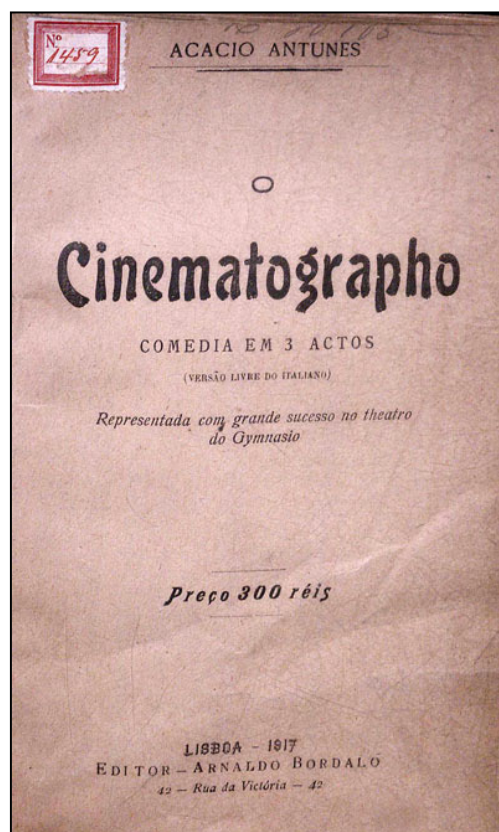 Nº
1459
ACACIO ANTUNES
O
Cinematographo
COMEDIA EM 3 ACTOS
(VERSÃO LIVRE DO ITALIANO)
Representada com grande sucesso no theatro
do Gymnasio
Preço 300 réis
LISBOA - 1917
EDITOR — ARNALDO BORDALO
42 — Rua da Victória — 42